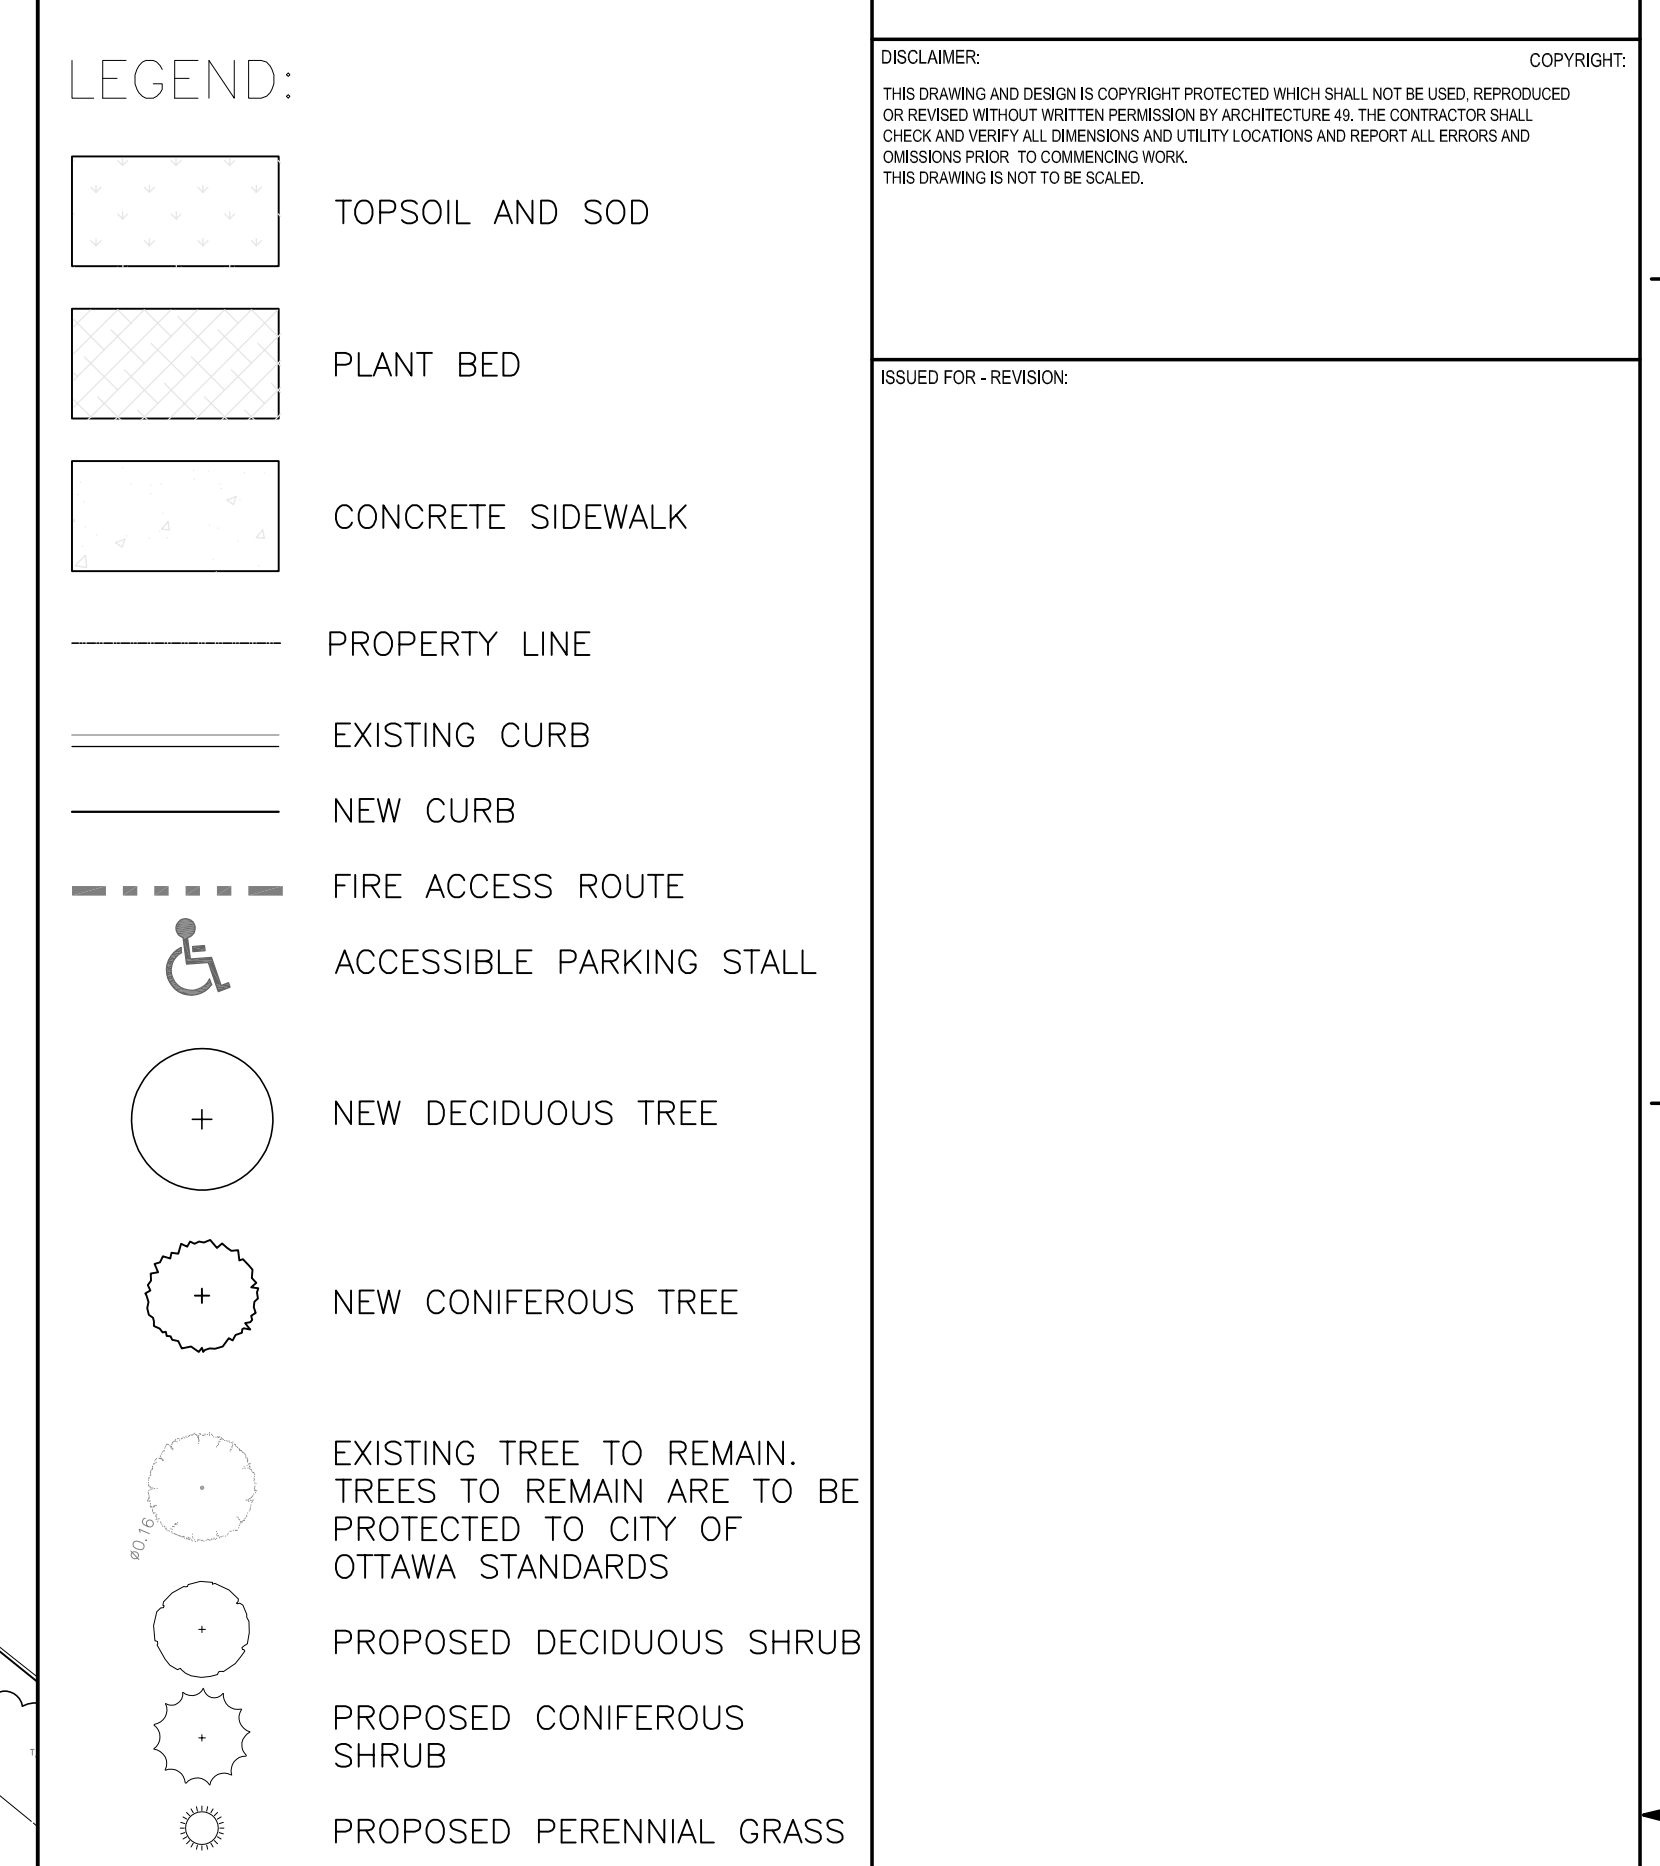 LEGEND:
TOPSOIL AND SOD
PLANT BED
CONCRETE SIDEWALK
PROPERTY LINE
EXISTING CURB
NEW CURB
FIRE ACCESS ROUTE
ACCESSIBLE PARKING STALL
NEW DECIDUOUS TREE
NEW CONIFEROUS TREE
EXISTING TREE TO REMAIN.
TREES TO REMAIN ARE TO BE
PROTECTED TO CITY OF
OTTAWA STANDARDS
ø0.16
PROPOSED DECIDUOUS SHRUB
PROPOSED CONIFEROUS
SHRUB
PROPOSED PERENNIAL GRASS
DISCLAIMER:
COPYRIGHT:
THIS DRAWING AND DESIGN IS COPYRIGHT PROTECTED WHICH SHALL NOT BE USED, REPRODUCED
OR REVISED WITHOUT WRITTEN PERMISSION BY ARCHITECTURE 49. THE CONTRACTOR SHALL
CHECK AND VERIFY ALL DIMENSIONS AND UTILITY LOCATIONS AND REPORT ALL ERRORS AND
OMISSIONS PRIOR TO COMMENCING WORK.
THIS DRAWING IS NOT TO BE SCALED.
ISSUED FOR - REVISION: